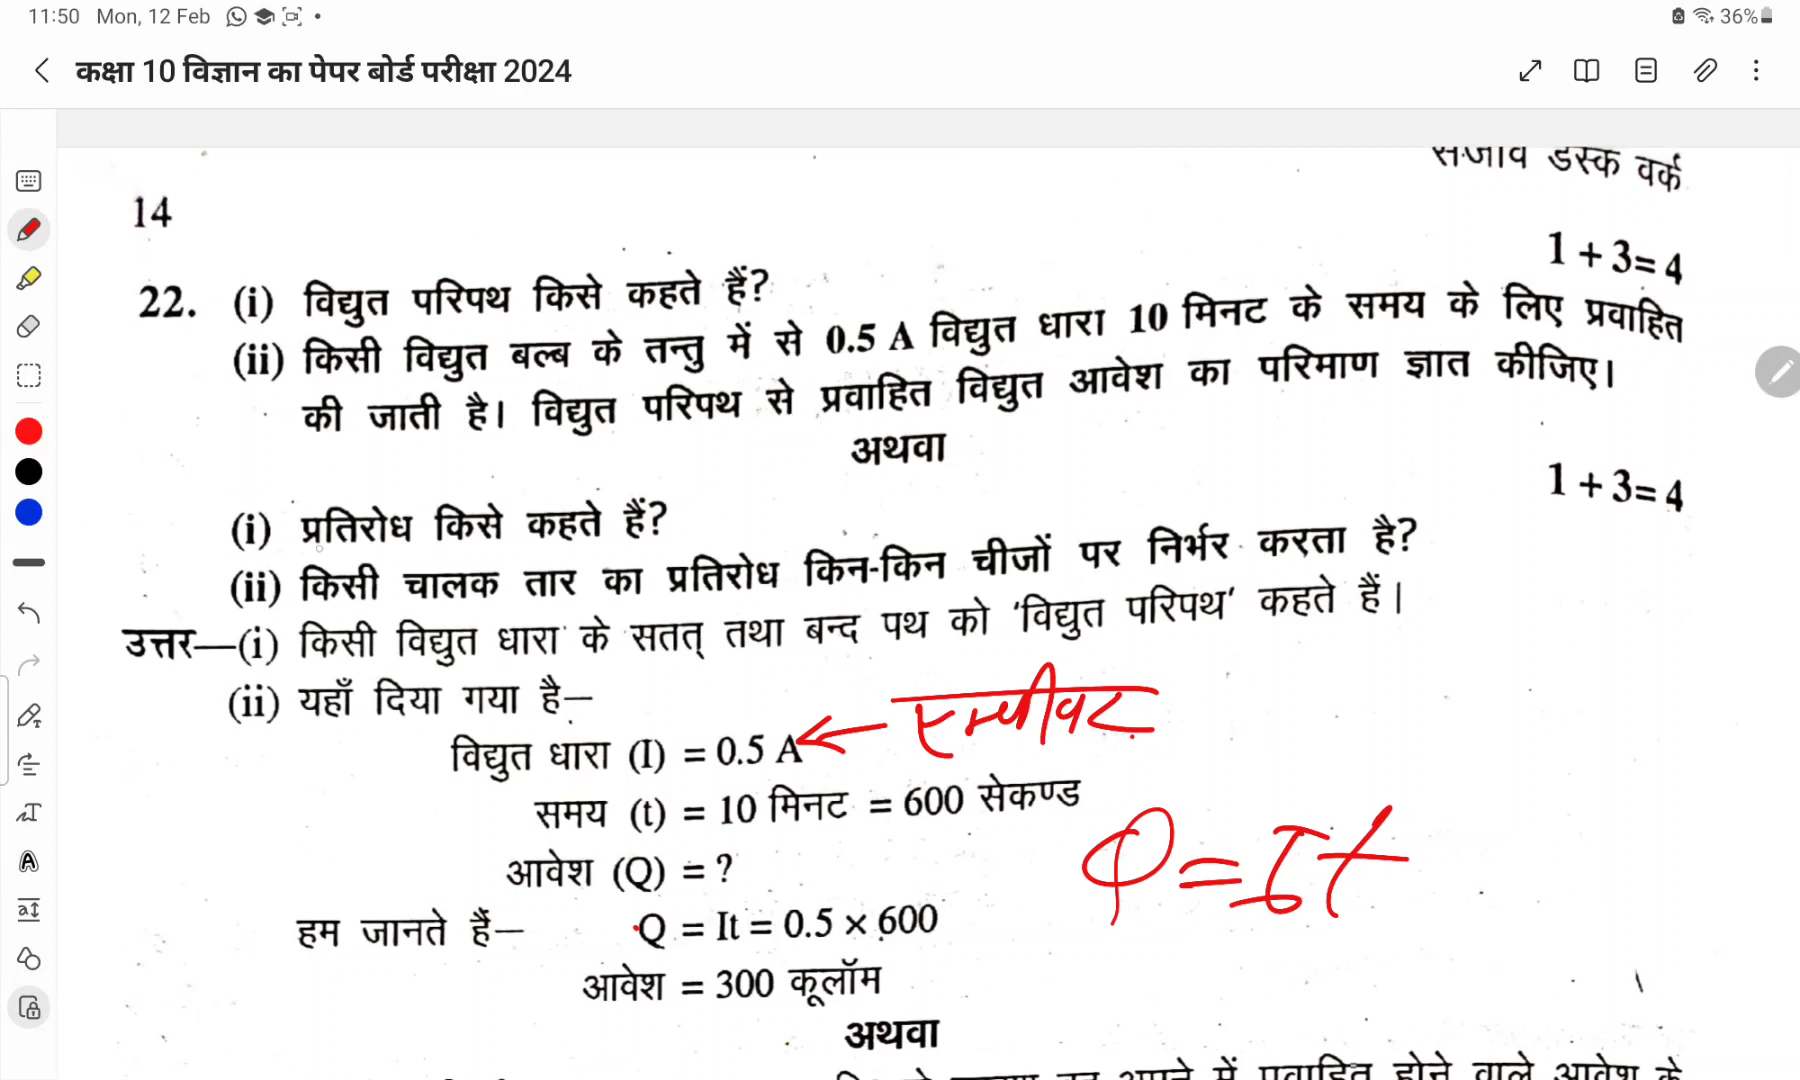 11:50 Mon, 12 Feb
36%
कक्षा 10 विज्ञान का पेपर बोर्ड परीक्षा 2024
संजीव डेस्क वर्क
14
1 + 3 = 4
22. (i) विद्युत परिपथ किसे कहते हैं?
(ii) किसी विद्युत बल्ब के तन्तु में से 0.5 A विद्युत धारा 10 मिनट के समय के लिए प्रवाहित
की जाती है। विद्युत परिपथ से प्रवाहित विद्युत आवेश का परिमाण ज्ञात कीजिए।
अथवा
1 + 3 = 4
(i) प्रतिरोध किसे कहते हैं?
(ii) किसी चालक तार का प्रतिरोध किन-किन चीजों पर निर्भर करता है?
उत्तर—(i) किसी विद्युत धारा के सतत् तथा बन्द पथ को 'विद्युत परिपथ' कहते हैं।
(ii) यहाँ दिया गया है—
विद्युत धारा (I) = 0.5 A ← एम्पीयर
समय (t) = 10 मिनट = 600 सेकण्ड
आवेश (Q) = ?
Q = It
हम जानते हैं— Q = It = 0.5 × 600
आवेश = 300 कूलॉम
अथवा
में प्रवाहित होने वाले आवेश के